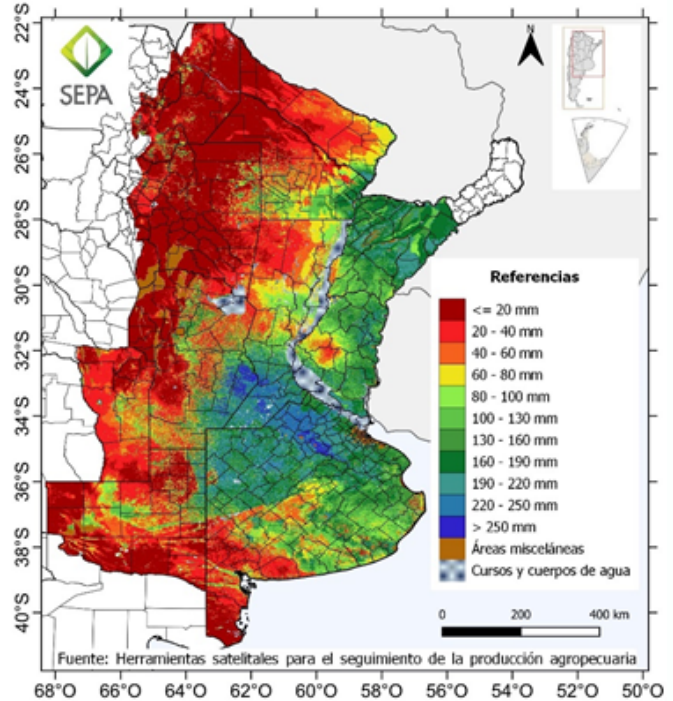 22°S
24°S
26°S
28°S
30°S
32°S
34°S
36°S
38°S
40°S
SEPA
N
Referencias
<= 20 mm
20 - 40 mm
40 - 60 mm
60 - 80 mm
80 - 100 mm
100 - 130 mm
130 - 160 mm
160 - 190 mm
190 - 220 mm
220 - 250 mm
> 250 mm
Áreas misceláneas
Cursos y cuerpos de agua
0 200 400 km
Fuente: Herramientas satelitales para el seguimiento de la producción agropecuaria
68°O 66°O 64°O 62°O 60°O 58°O 56°O 54°O 52°O 50°O